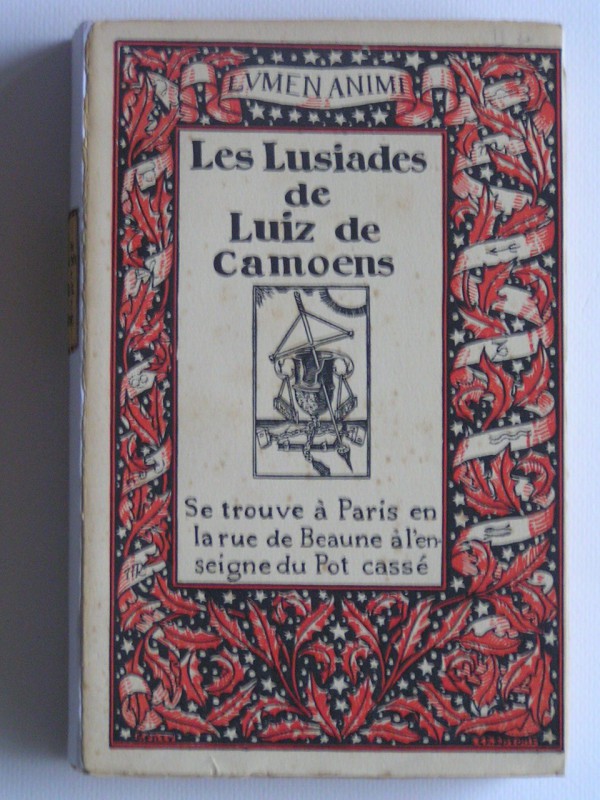 LVMEN ANIMI
Les Lusiades
de
Luiz de
Camoens
Se trouve à Paris en
la rue de Beaune à l'en-
seigne du Pot cassé